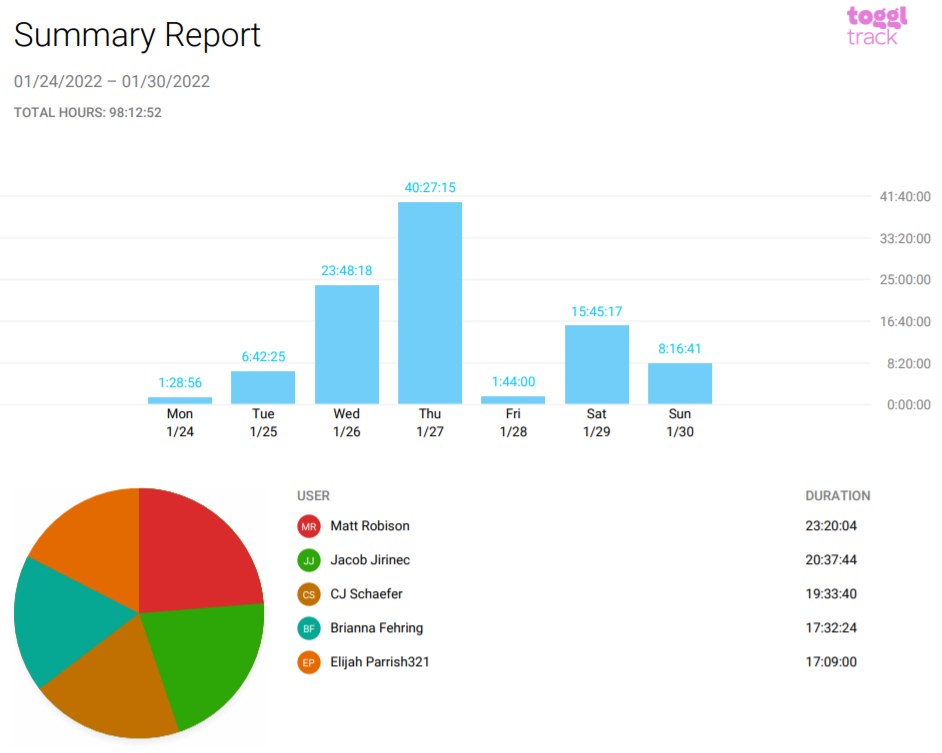 Summary Report
toggl
track
01/24/2022 – 01/30/2022
TOTAL HOURS: 98:12:52
40:27:15
41:40:00
33:20:00
23:48:18
25:00:00
15:45:17
16:40:00
6:42:25
8:16:41
8:20:00
1:28:56
1:44:00
0:00:00
Mon Tue Wed Thu Fri Sat Sun
1/24 1/25 1/26 1/27 1/28 1/29 1/30
USER DURATION
MR Matt Robison 23:20:04
JJ Jacob Jirinec 20:37:44
CS CJ Schaefer 19:33:40
BF Brianna Fehring 17:32:24
EP Elijah Parrish321 17:09:00